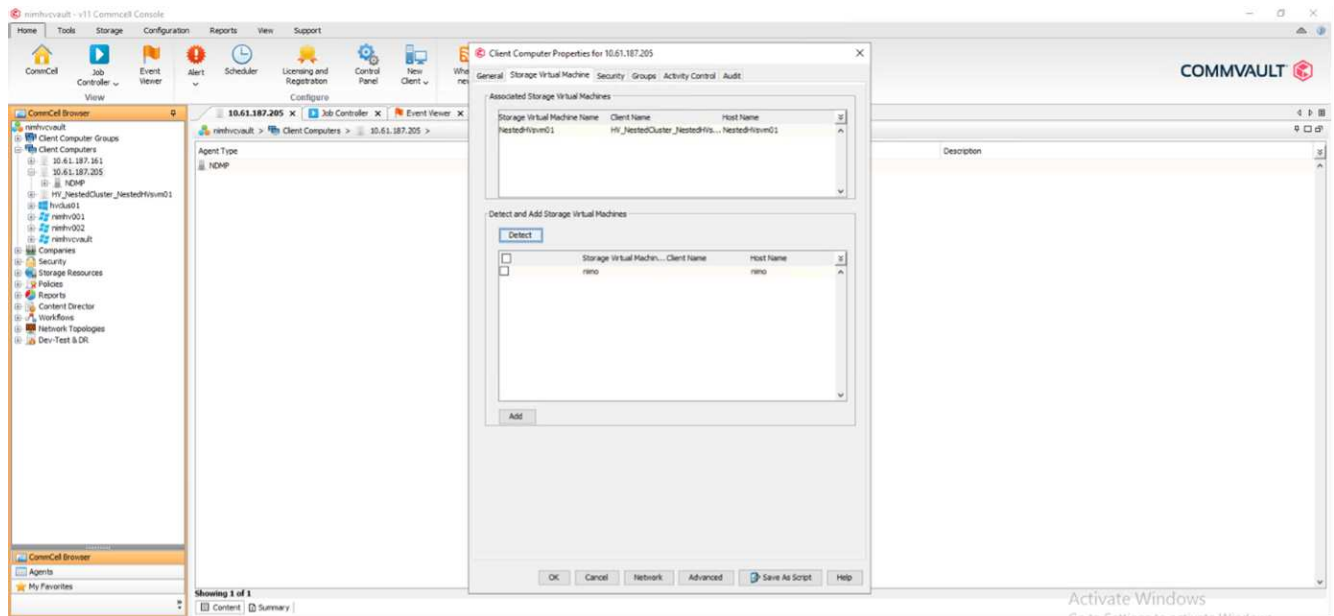 nimhvcvault - v11 Commcell Console
Home Tools Storage Configuration Reports View Support
CommCell
Job Controller
Event Viewer
Alert
Scheduler
Licensing and Registration
Control Panel
New Client
View
Configure
COMMVAULT
CommCell Browser
nimhvcvault
Client Computer Groups
Client Computers
10.61.187.161
10.61.187.205
NDMP
HV_NestedCluster_NestedHVsvm01
hvclus01
nimhv001
nimhv002
nimhvcvault
Companies
Security
Storage Resources
Policies
Reports
Content Director
Workflows
Network Topologies
Dev-Test & DR
CommCell Browser
Agents
My Favorites
10.61.187.205 Job Controller Event Viewer
nimhvcvault > Client Computers > 10.61.187.205 >
Agent Type
Description
NDMP
Showing 1 of 1
Content Summary
Client Computer Properties for 10.61.187.205
General Storage Virtual Machine Security Groups Activity Control Audit
Associated Storage Virtual Machines
Storage Virtual Machine Name Client Name Host Name
NestedHVsvm01 HV_NestedCluster_NestedHVs... NestedHVsvm01
Detect and Add Storage Virtual Machines
Detect
Storage Virtual Machin... Client Name Host Name
nimo nimo
Add
OK Cancel Network Advanced Save As Script Help
Activate Windows